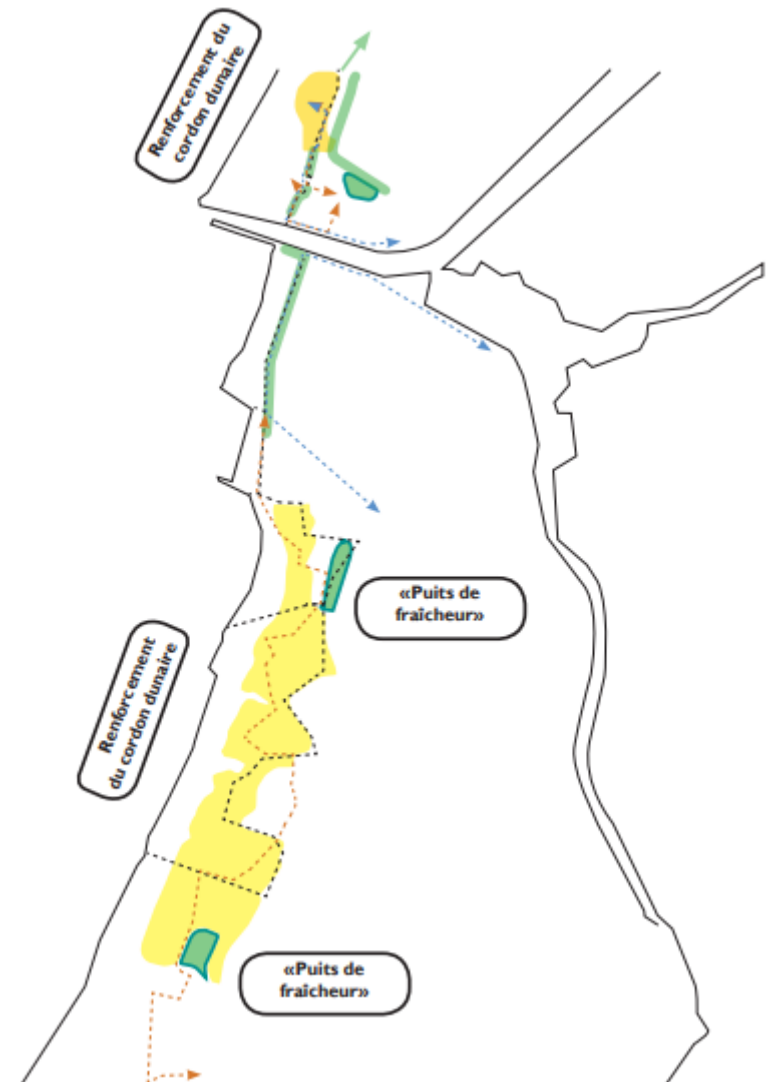 Renforcement du
cordon dunaire
«Puits de
fraîcheur»
Renforcement
du cordon dunaire
«Puits de
fraîcheur»